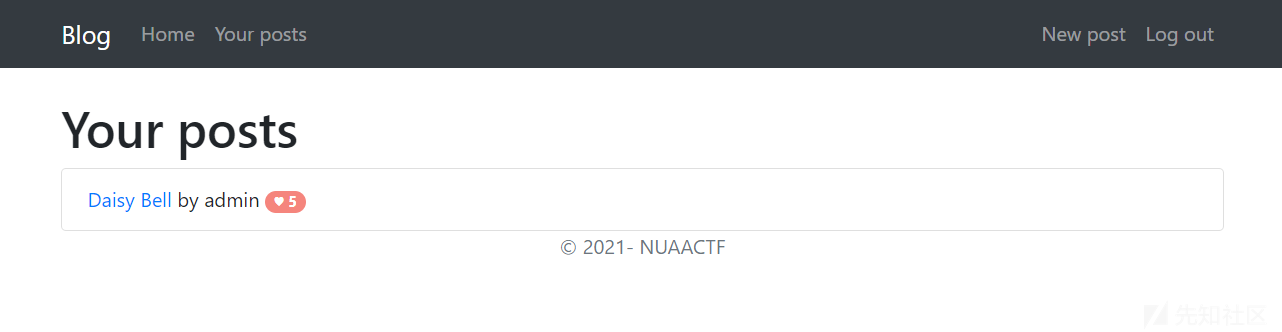 Blog Home Your posts New post Log out
Your posts
Daisy Bell by admin 5
© 2021- NUAACTF
先知社区